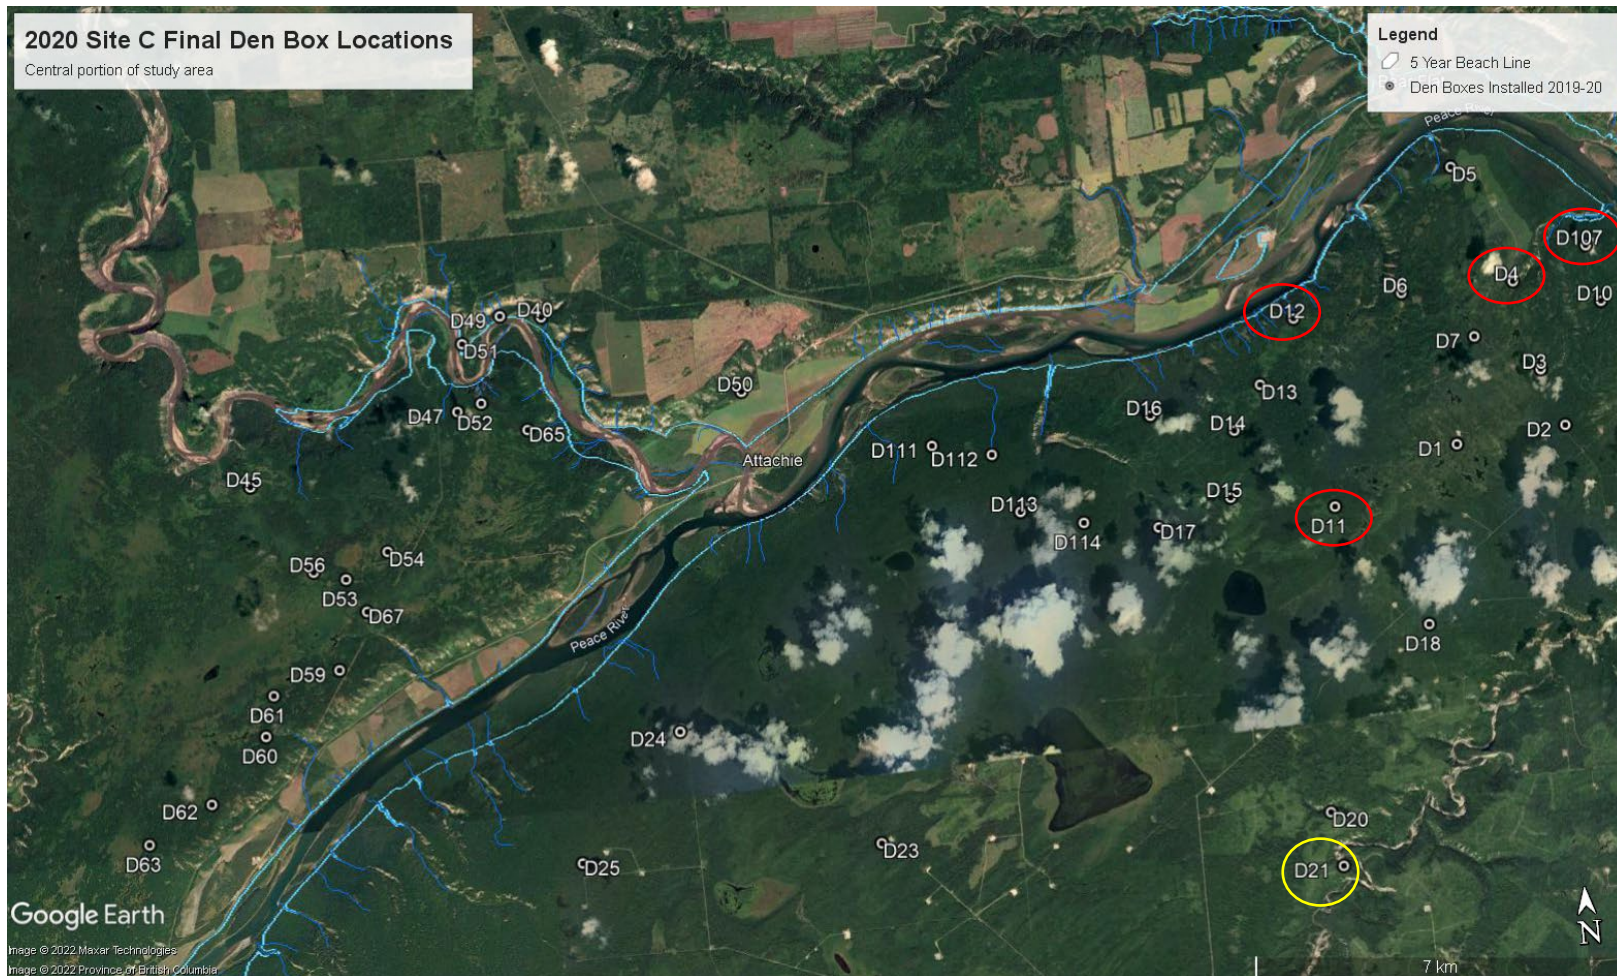 2020 Site C Final Den Box Locations
Central portion of study area
Legend
5 Year Beach Line
Den Boxes Installed 2019-20
Peace River
D5
D107
D4
D10
D6
D12
D49
D40
D51
D7
D3
D50
D13
D47
D52
D16
D14
D65
D2
D1
D111
D112
Attachie
D45
D15
D113
D11
D17
D114
D54
D56
D53
D67
Peace River
D18
D59
D61
D24
D60
D62
D20
D63
D23
D25
D21
Google Earth
N
Image © 2022 Maxar Technologies
Image © 2022 Province of British Columbia
7 km